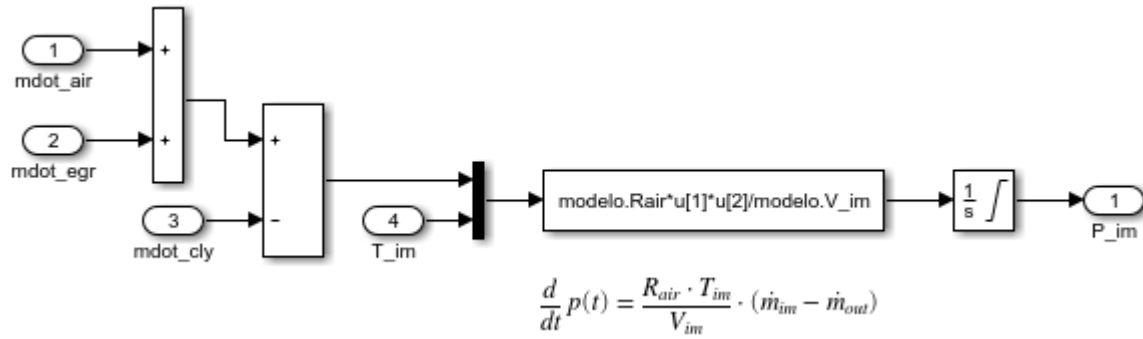 1
mdot_air
+
+
2
mdot_egr
+
−
3
mdot_cly
4
T_im
modelo.Rair*u[1]*u[2]/modelo.V_im
1/s ∫
1
P_im
d/dt p(t) = R_air · T_im / V_im · (ṁ_im − ṁ_out)